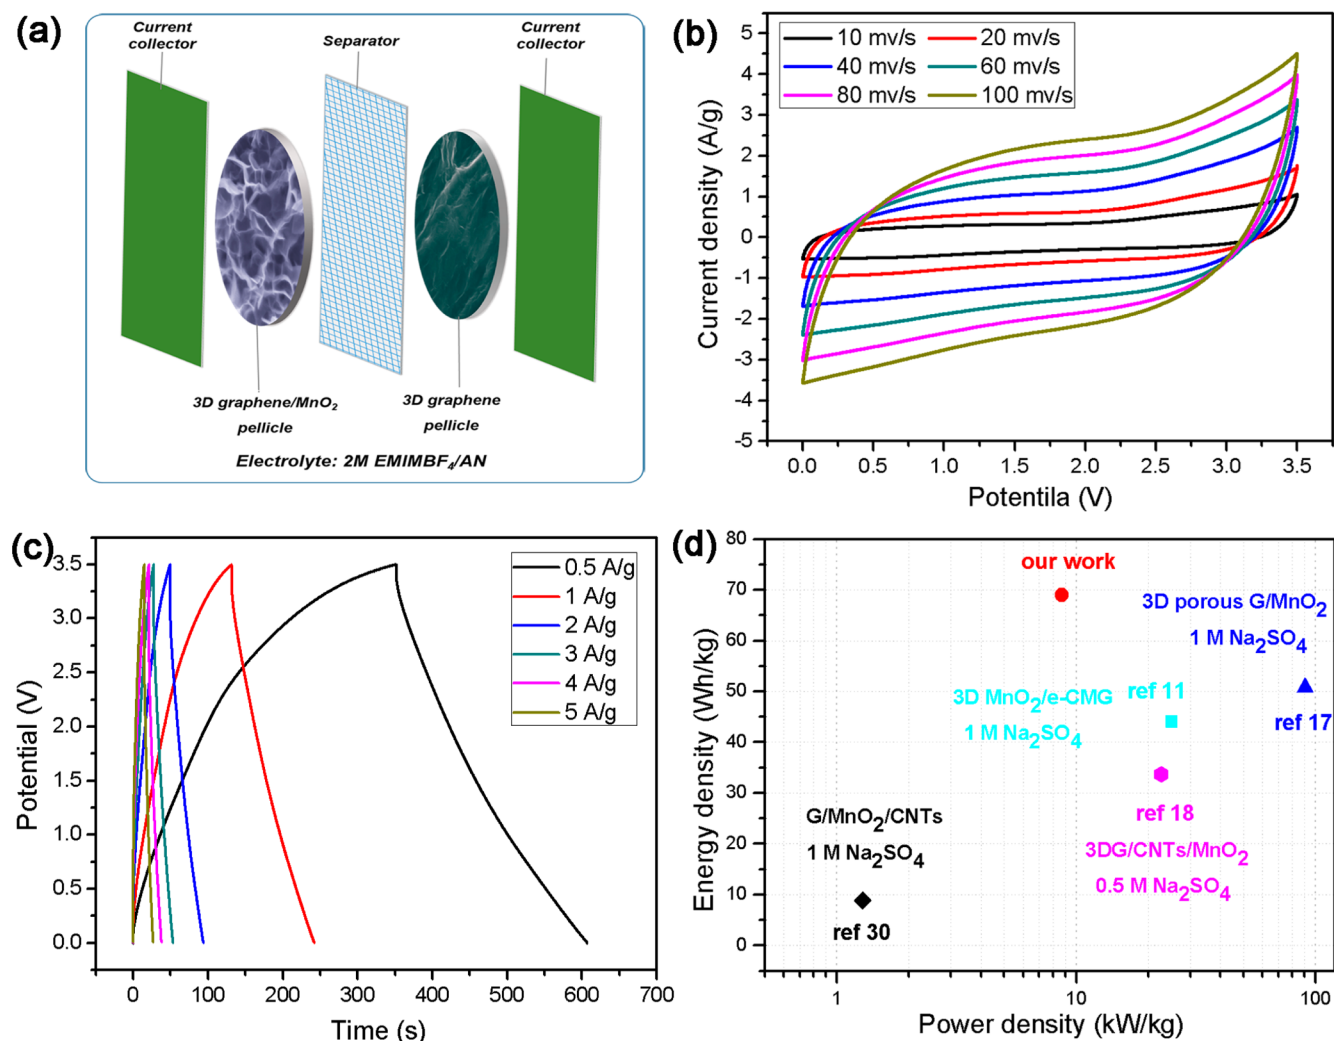 (a)
Current
collector
Separator
Current
collector
3D graphene/MnO₂
pellicle
3D graphene
pellicle
Electrolyte: 2M EMIMBF₄/AN
(b)
10 mv/s
20 mv/s
40 mv/s
60 mv/s
80 mv/s
100 mv/s
Current density (A/g)
5
4
3
2
1
0
-1
-2
-3
-4
-5
0.0
0.5
1.0
1.5
2.0
2.5
3.0
3.5
Potentila (V)
(c)
0.5 A/g
1 A/g
2 A/g
3 A/g
4 A/g
5 A/g
Potential (V)
3.5
3.0
2.5
2.0
1.5
1.0
0.5
0.0
0
100
200
300
400
500
600
700
Time (s)
(d)
Energy density (Wh/kg)
80
70
60
50
40
30
20
10
0
our work
3D porous G/MnO₂
1 M Na₂SO₄
ref 17
3D MnO₂/e-CMG
1 M Na₂SO₄
ref 11
ref 18
3DG/CNTs/MnO₂
0.5 M Na₂SO₄
G/MnO₂/CNTs
1 M Na₂SO₄
ref 30
1
10
100
Power density (kW/kg)